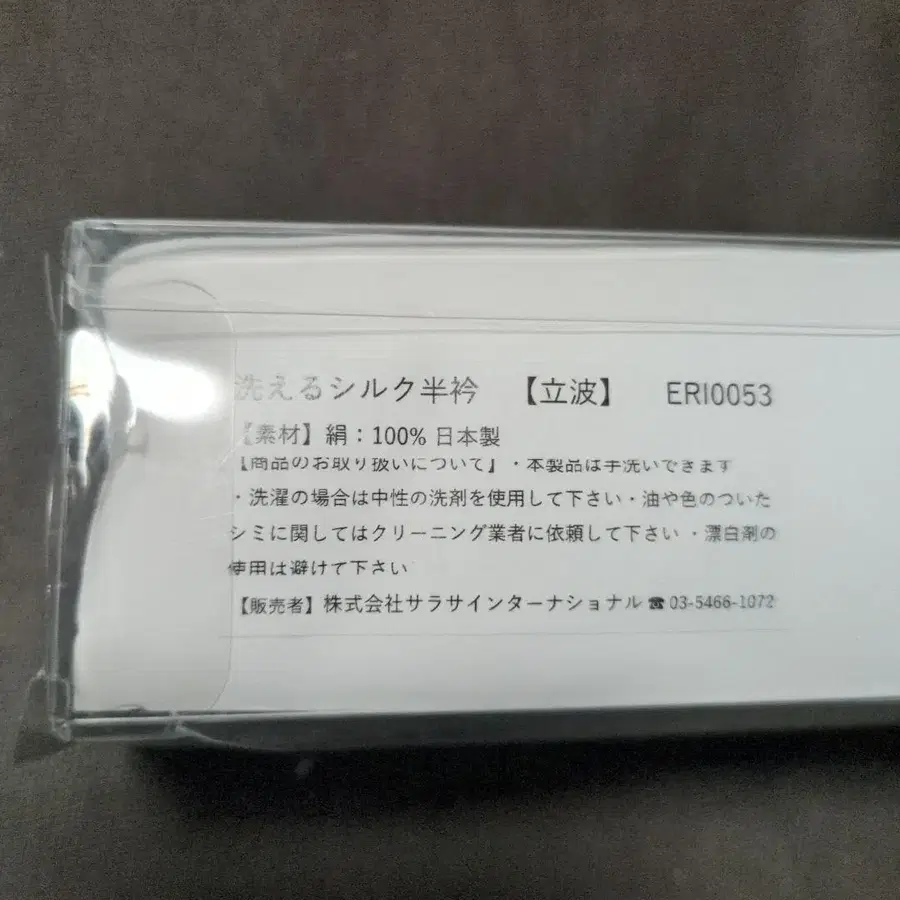 洗えるシルク半衿 【立波】 ERI0053
【素材】絹：100% 日本製
【商品のお取り扱いについて】・本製品は手洗いできます
・洗濯の場合は中性の洗剤を使用して下さい・油や色のついた
シミに関してはクリーニング業者に依頼して下さい ・漂白剤の
使用は避けて下さい
【販売者】株式会社サラサインターナショナル ☎ 03-5466-1072